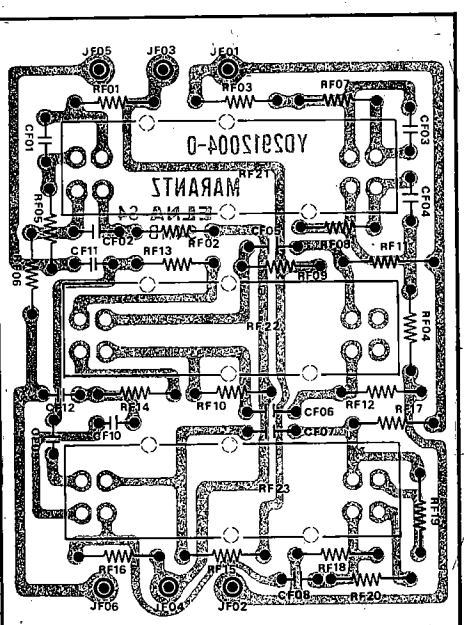 JF05 JF03 JF01
RF01 RF03 RF07
CF01 CF03
YD2912004-0
RF21
MARANTZ
CF04
RF05 ELNA S4
CF02 RF02 CF05 RF08
CF11 RF13 RF11
RF09
RF06
RF22 RF04
CF12 RF14 RF10 CF06 RF12 RF17
CF10 CF07
RF23
RF19
RF16 RF15 RF18
CF08 RF20
JF06 JF04 JF02